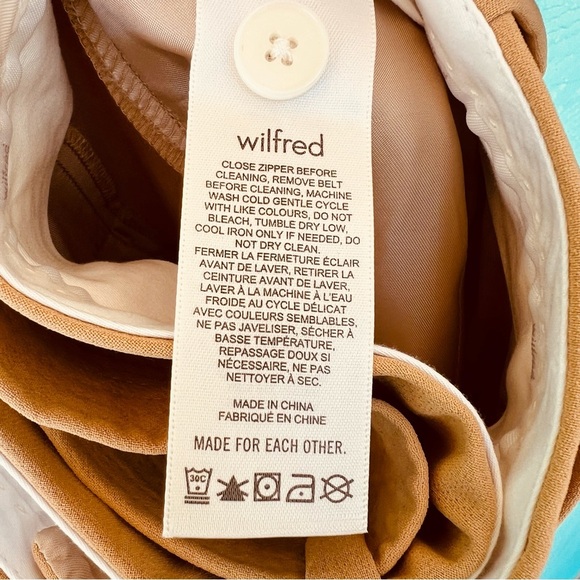 wilfred
CLOSE ZIPPER BEFORE
CLEANING, REMOVE BELT
BEFORE CLEANING, MACHINE
WASH COLD GENTLE CYCLE
WITH LIKE COLOURS, DO NOT
BLEACH, TUMBLE DRY LOW,
COOL IRON ONLY IF NEEDED, DO
NOT DRY CLEAN.
FERMER LA FERMETURE ÉCLAIR
AVANT DE LAVER, RETIRER LA
CEINTURE AVANT DE LAVER,
LAVER À LA MACHINE À L'EAU
FROIDE AU CYCLE DÉLICAT
AVEC COULEURS SEMBLABLES,
NE PAS JAVELISER, SÉCHER À
BASSE TEMPÉRATURE,
REPASSAGE DOUX SI
NÉCESSAIRE, NE PAS
NETTOYER À SEC.
MADE IN CHINA
FABRIQUÉ EN CHINE
MADE FOR EACH OTHER.
30C